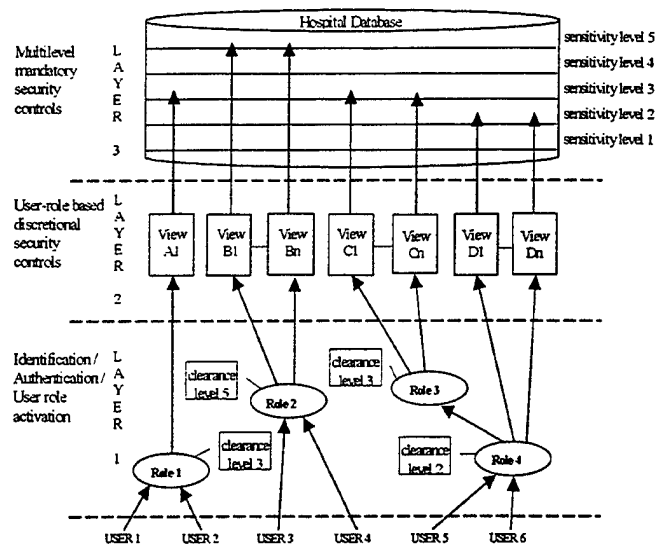 Hospital Database
Multilevel
mandatory
security
controls
L
A
Y
E
R
3
sensitivity level 5
sensitivity level 4
sensitivity level 3
sensitivity level 2
sensitivity level 1
User-role based
discretional
security
controls
L
A
Y
E
R
2
View
A1
View
B1
View
Bn
View
C1
View
Cn
View
D1
View
Dn
Identification /
Authentication /
User role
activation
L
A
Y
E
R
1
clearance
level 5
Role 2
clearance
level 3
Role 3
Role 1
clearance
level 3
clearance
level 2
Role 4
USER 1
USER 2
USER 3
USER 4
USER 5
USER 6